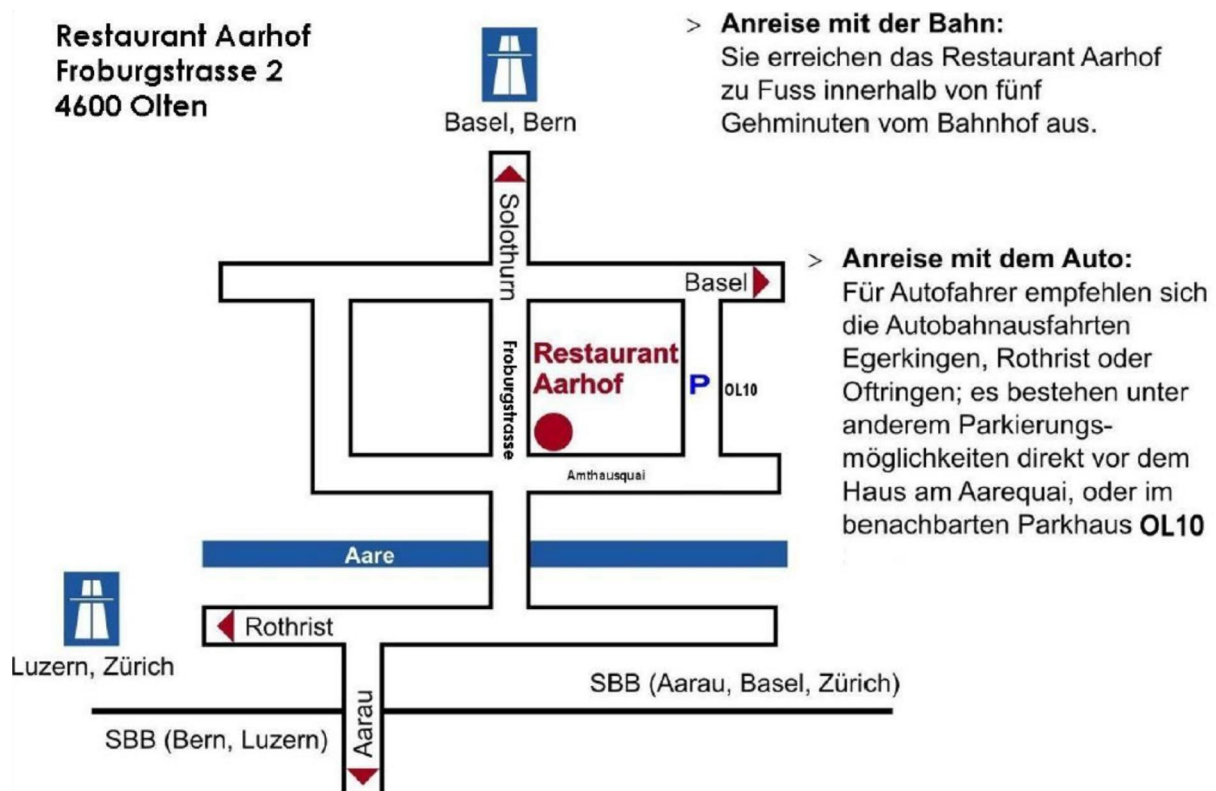 Restaurant Aarhof
Froburgstrasse 2
4600 Olten
Basel, Bern
> Anreise mit der Bahn:
Sie erreichen das Restaurant Aarhof
zu Fuss innerhalb von fünf
Gehminuten vom Bahnhof aus.
> Anreise mit dem Auto:
Für Autofahrer empfehlen sich
die Autobahnausfahrten
Egerkingen, Rothrist oder
Oftringen; es bestehen unter
anderem Parkierungs-
möglichkeiten direkt vor dem
Haus am Aarequai, oder im
benachbarten Parkhaus OL10
Solothurn
Basel
Froburgstrasse
Restaurant
Aarhof
P OL10
Amthausquai
Aare
Rothrist
Luzern, Zürich
SBB (Aarau, Basel, Zürich)
SBB (Bern, Luzern)
Aarau